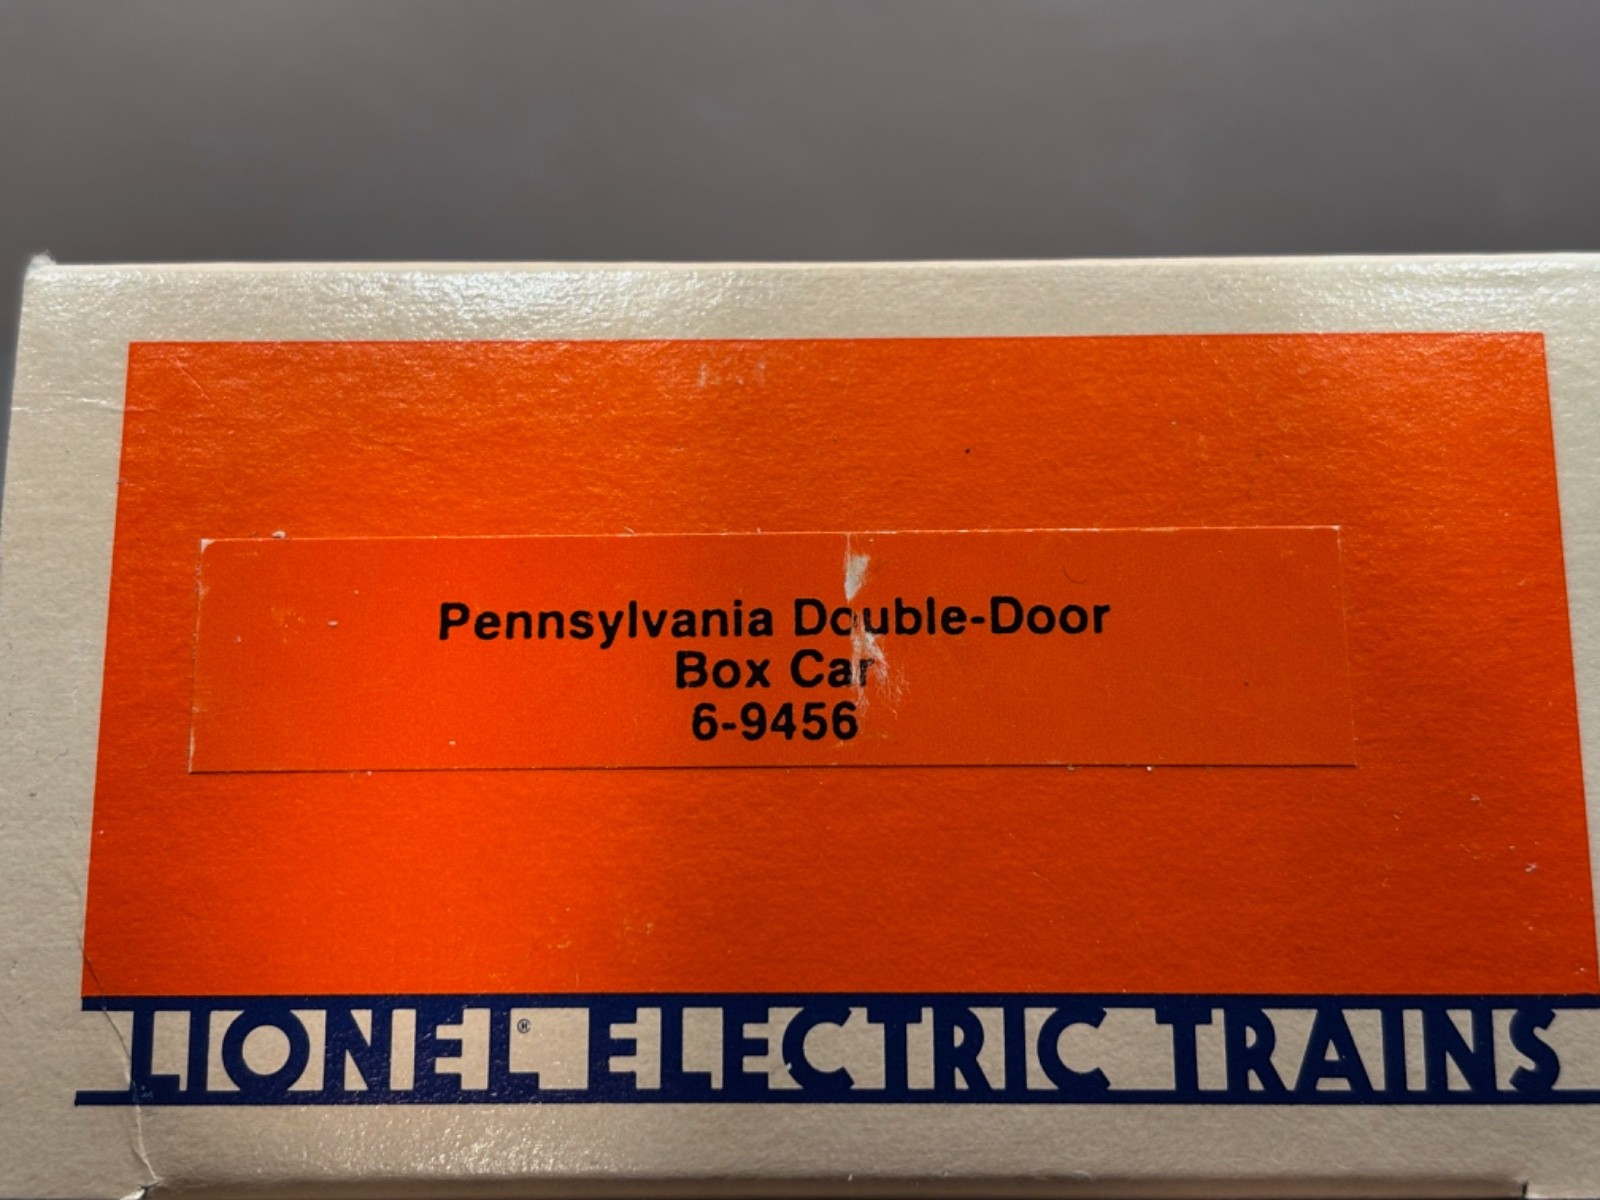 Pennsylvania Double-Door
Box Car
6-9456
LIONEL® ELECTRIC TRAINS